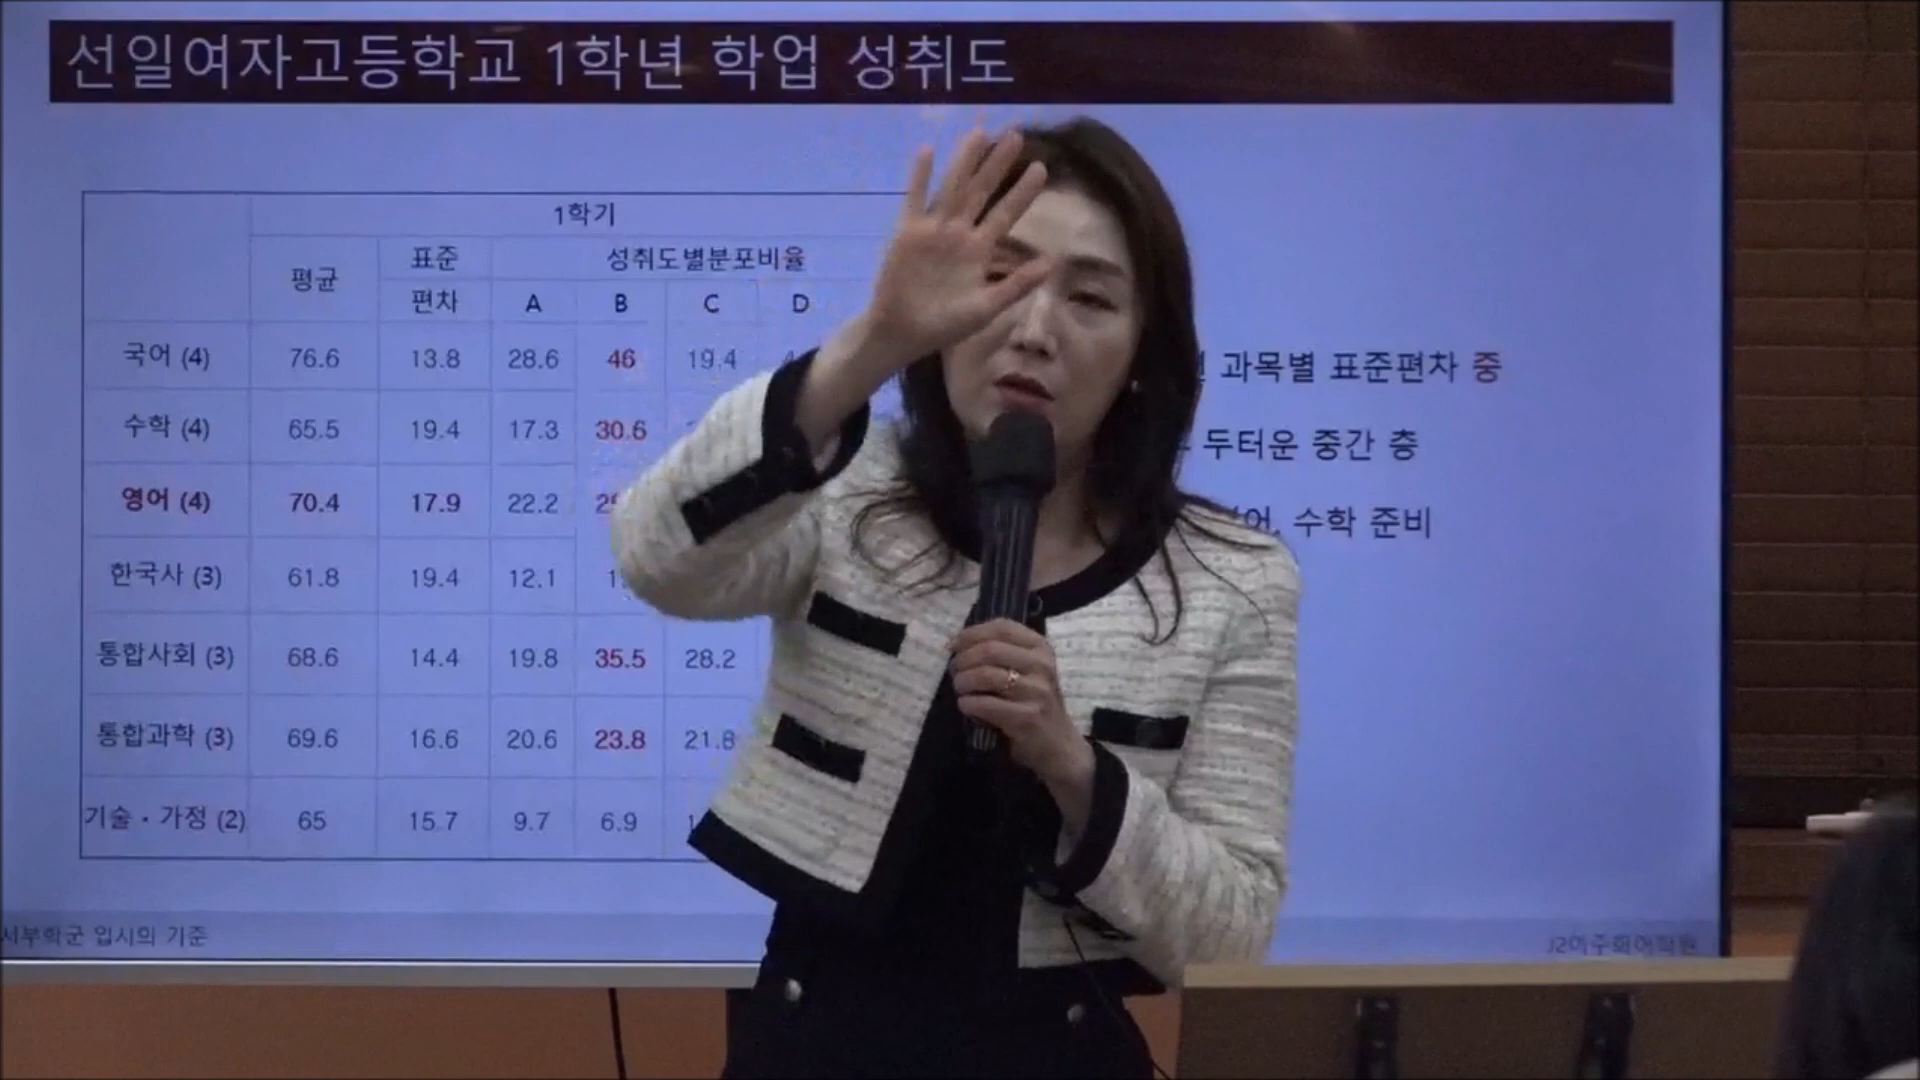 선일여자고등학교 1학년 학업 성취도
1학기
평균 표준 편차 성취도별분포비율
A B C D
국어 (4) 76.6 13.8 28.6 46 19.4
수학 (4) 65.5 19.4 17.3 30.6
영어 (4) 70.4 17.9 22.2
한국사 (3) 61.8 19.4 12.1
통합사회 (3) 68.6 14.4 19.8 35.5 28.2
통합과학 (3) 69.6 16.6 20.6 23.8 21.8
기술・가정 (2) 65 15.7 9.7 6.9
과목별 표준편차 중
두터운 중간 층
수학 준비
서부학군 입시의 기준